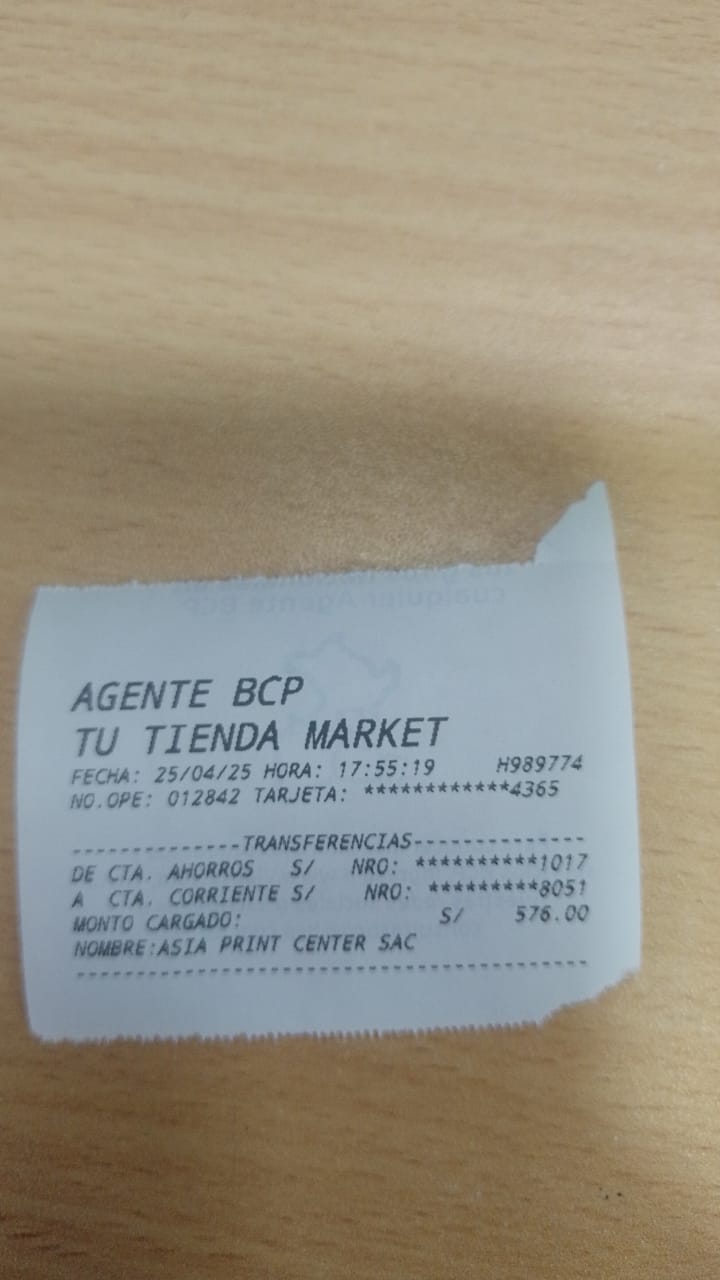 AGENTE BCP
TU TIENDA MARKET
FECHA: 25/04/25 HORA: 17:55:19 H989774
NO.OPE: 012842 TARJETA: ************4365
--------------TRANSFERENCIAS--------------
DE CTA. AHORROS S/ NRO: **********1017
A CTA. CORRIENTE S/ NRO: *********8051
MONTO CARGADO: S/ 576.00
NOMBRE:ASIA PRINT CENTER SAC
------------------------------------------